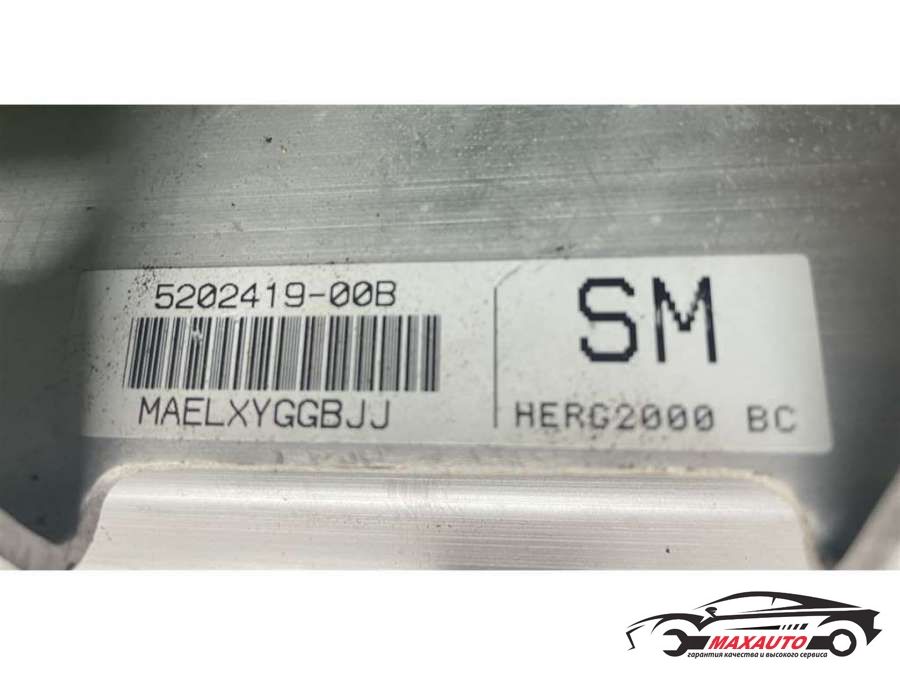 5202419-00B
MAELXYGGBJJ
SM
HERG2000 BC
MAXAUTO
гарантия качества и высокого сервиса